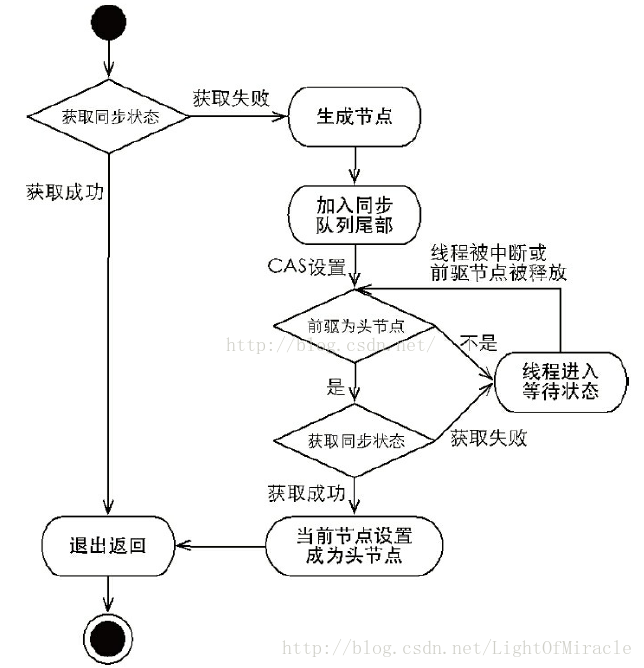 获取同步状态
获取失败
生成节点
获取成功
加入同步
队列尾部
CAS设置
线程被中断或
前驱节点被释放
前驱为头节点
http://blog.csdn.net/
不是
线程进入
等待状态
是
获取同步状态
获取失败
获取成功
当前节点设置
成为头节点
退出返回
http://blog.csdn.net/LightOfMiracle